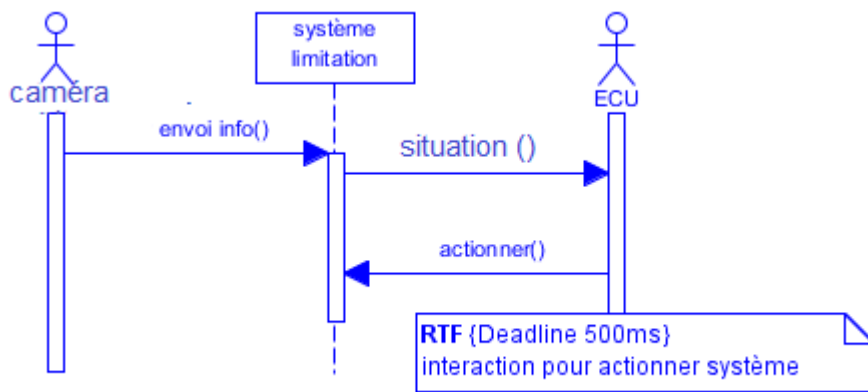 système
limitation
caméra
ECU
envoi info()
situation ()
actionner()
RTF {Deadline 500ms}
interaction pour actionner système